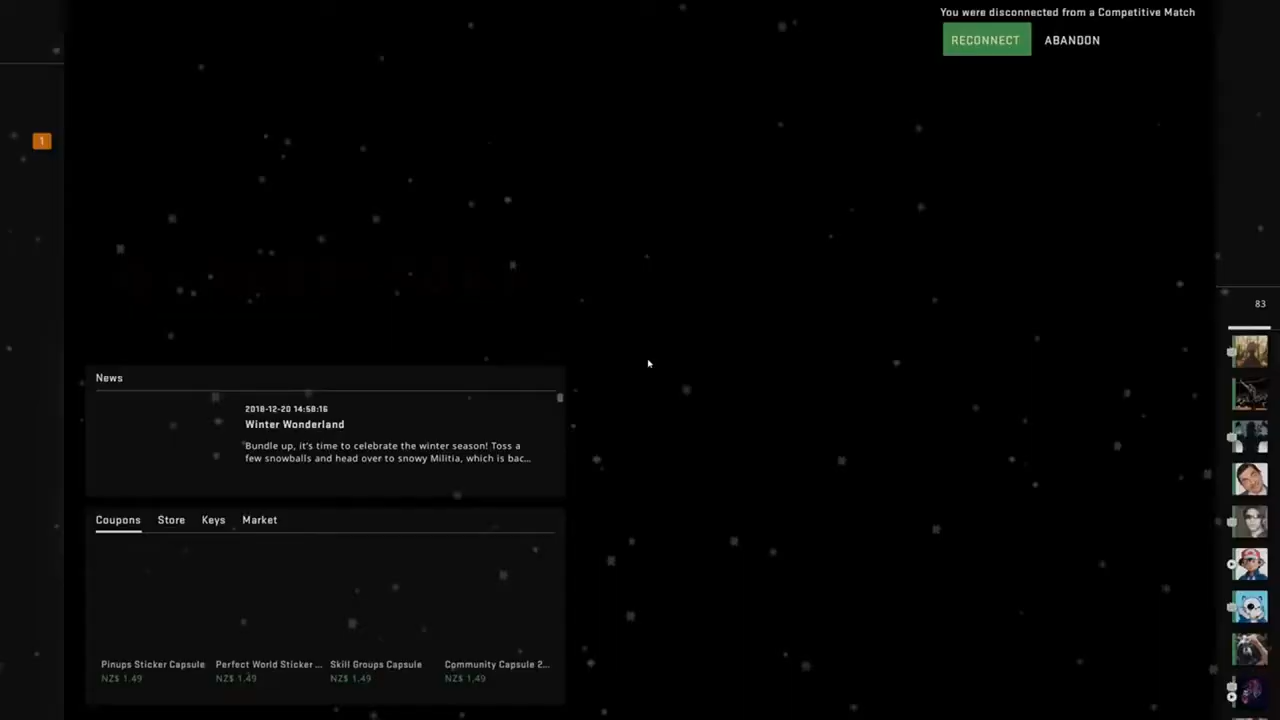 You were disconnected from a Competitive Match
RECONNECT ABANDON
1
83
News
2018-12-20 14:58:16
Winter Wonderland
Bundle up, it's time to celebrate the winter season! Toss a
few snowballs and head over to snowy Militia, which is bac...
Coupons Store Keys Market
Pinups Sticker Capsule Perfect World Sticker ... Skill Groups Capsule Community Capsule 2...
NZ$ 1.49 NZ$ 1.49 NZ$ 1.49 NZ$ 1.49